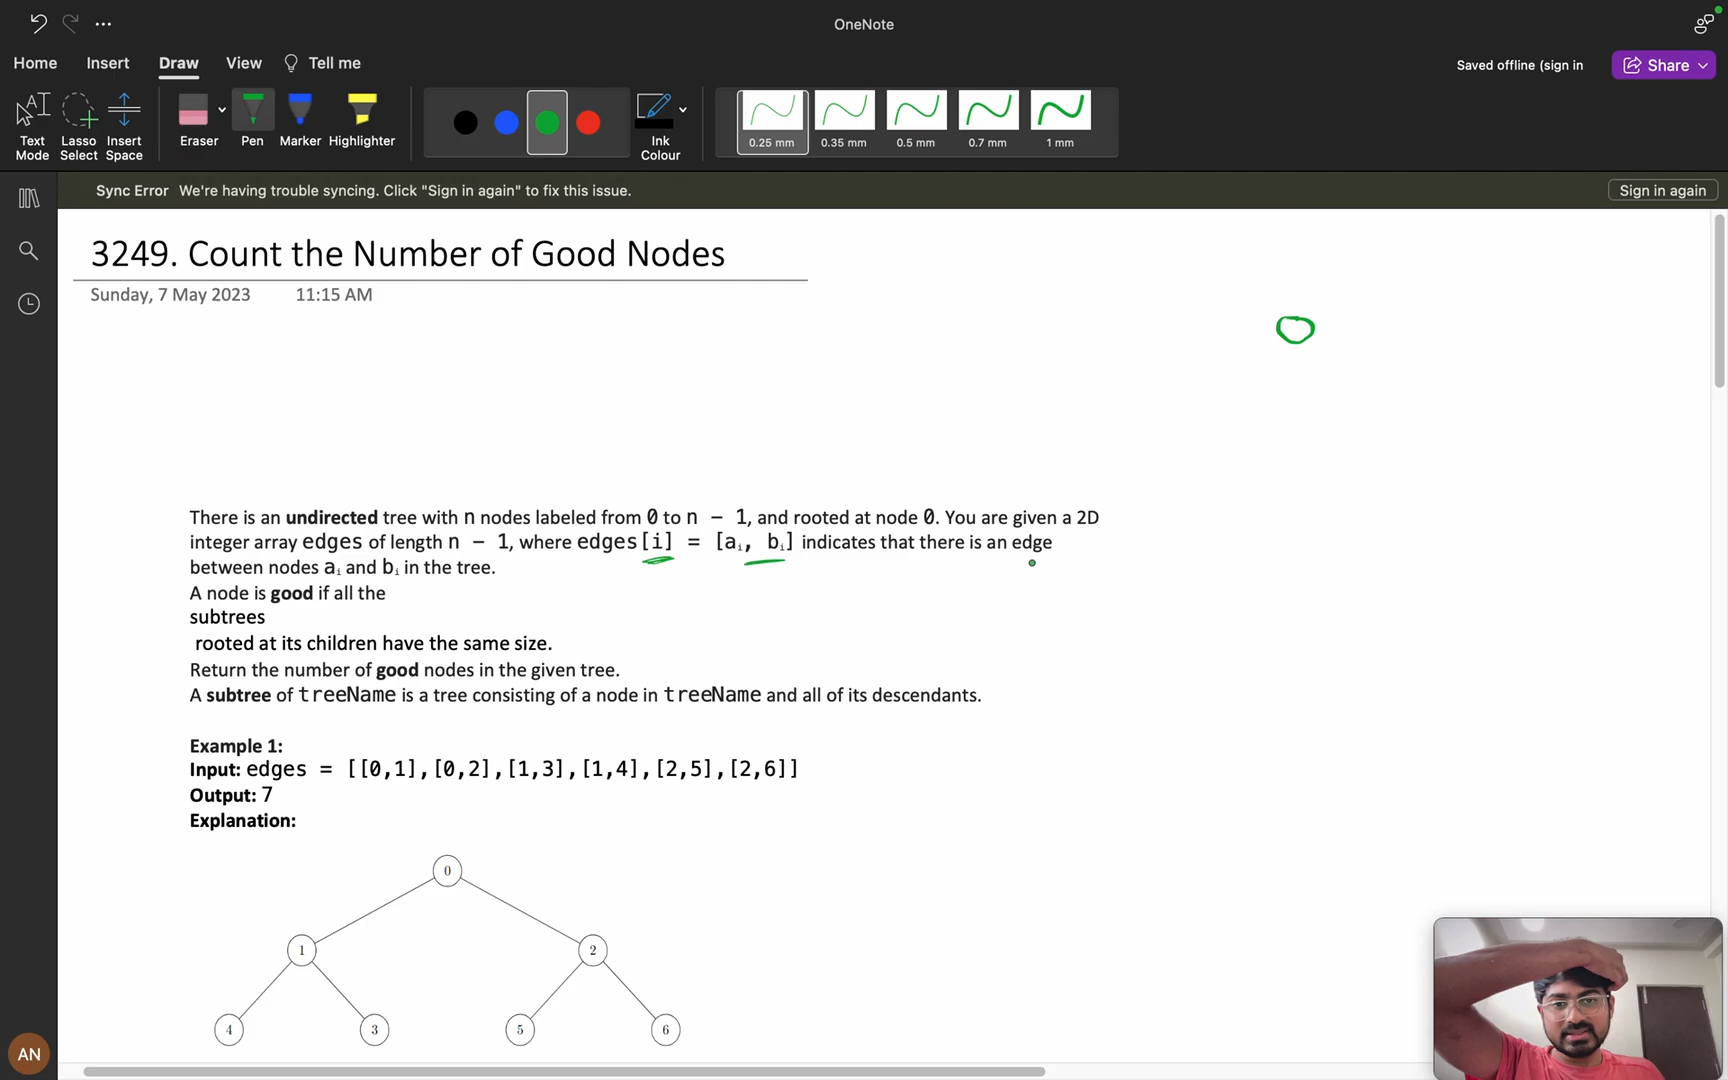 OneNote
Home Insert Draw View Tell me
Saved offline (sign in
Share
Text Mode
Lasso Select
Insert Space
Eraser
Pen
Marker
Highlighter
Ink Colour
0.25 mm
0.35 mm
0.5 mm
0.7 mm
1 mm
Sync Error We're having trouble syncing. Click "Sign in again" to fix this issue.
Sign in again
3249. Count the Number of Good Nodes
Sunday, 7 May 2023 11:15 AM
There is an undirected tree with n nodes labeled from 0 to n - 1, and rooted at node 0. You are given a 2D
integer array edges of length n - 1, where edges[i] = [aᵢ, bᵢ] indicates that there is an edge
between nodes aᵢ and bᵢ in the tree.
A node is good if all the
subtrees
rooted at its children have the same size.
Return the number of good nodes in the given tree.
A subtree of treeName is a tree consisting of a node in treeName and all of its descendants.
Example 1:
Input: edges = [[0,1],[0,2],[1,3],[1,4],[2,5],[2,6]]
Output: 7
Explanation:
0
1 2
4 3 5 6
AN